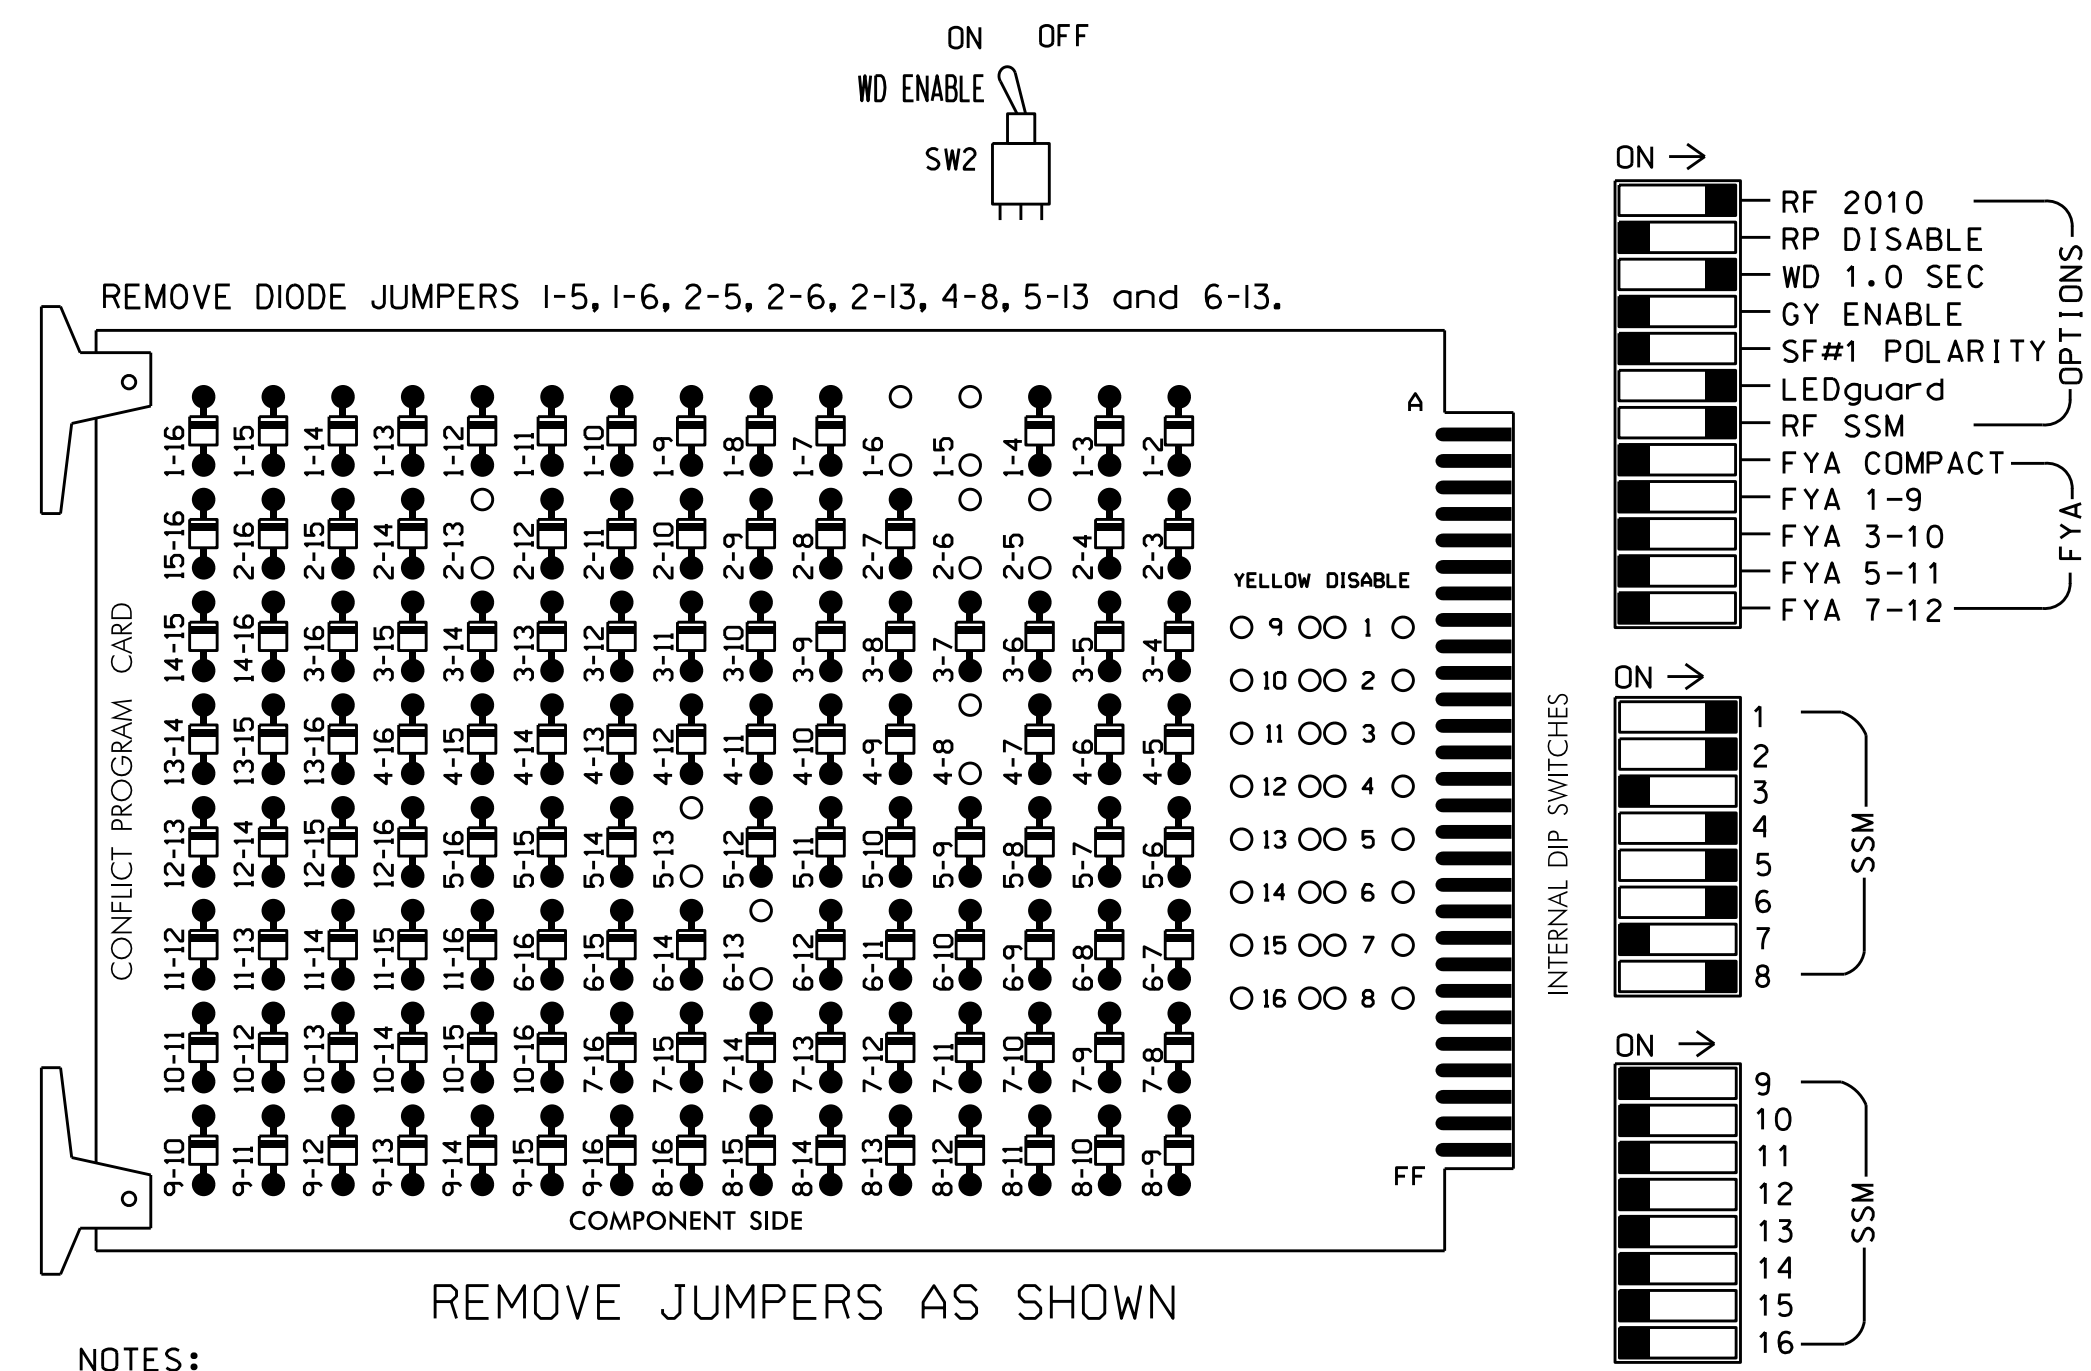 ON OFF
WD ENABLE
SW2
REMOVE DIODE JUMPERS 1-5, 1-6, 2-5, 2-6, 2-13, 4-8, 5-13 and 6-13.
1-16 1-15 1-14 1-13 1-12 1-11 1-10 1-9 1-8 1-7 1-6 1-5 1-4 1-3 1-2
15-16 2-16 2-15 2-14 2-13 2-12 2-11 2-10 2-9 2-8 2-7 2-6 2-5 2-4 2-3
14-15 14-16 3-16 3-15 3-14 3-13 3-12 3-11 3-10 3-9 3-8 3-7 3-6 3-5 3-4
13-14 13-15 13-16 4-16 4-15 4-14 4-13 4-12 4-11 4-10 4-9 4-8 4-7 4-6 4-5
12-13 12-14 12-15 12-16 5-16 5-15 5-14 5-13 5-12 5-11 5-10 5-9 5-8 5-7 5-6
11-12 11-13 11-14 11-15 11-16 6-16 6-15 6-14 6-13 6-12 6-11 6-10 6-9 6-8 6-7
10-11 10-12 10-13 10-14 10-15 10-16 7-16 7-15 7-14 7-13 7-12 7-11 7-10 7-9 7-8
9-10 9-11 9-12 9-13 9-14 9-15 9-16 8-16 8-15 8-14 8-13 8-12 8-11 8-10 8-9
CONFLICT PROGRAM CARD
COMPONENT SIDE
A
YELLOW DISABLE
9 1
10 2
11 3
12 4
13 5
14 6
15 7
16 8
FF
REMOVE JUMPERS AS SHOWN
NOTES:
INTERNAL DIP SWITCHES
ON
RF 2010
RP DISABLE
WD 1.0 SEC
GY ENABLE
SF#1 POLARITY
LEDguard
RF SSM
OPTIONS
FYA COMPACT
FYA 1-9
FYA 3-10
FYA 5-11
FYA 7-12
FYA
ON
1
2
3
4
5
6
7
8
SSM
ON
9
10
11
12
13
14
15
16
SSM